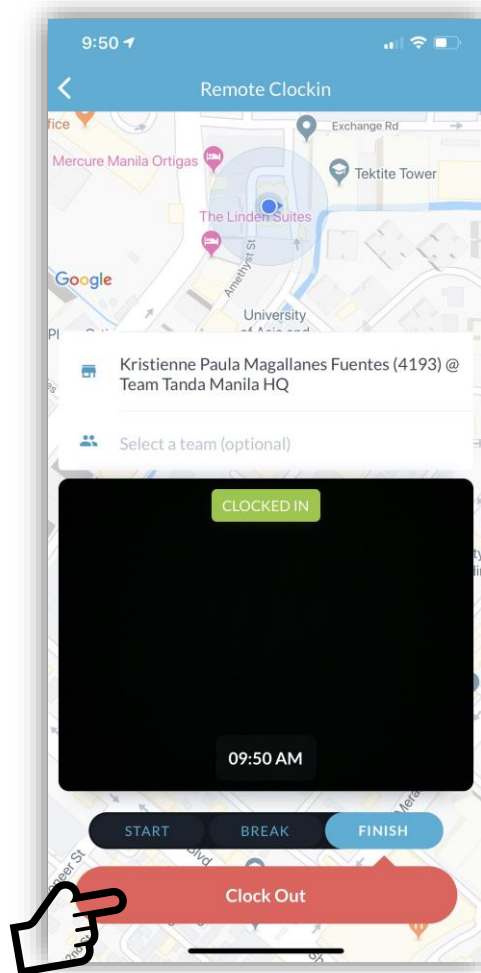 9:50
Remote Clockin
fice
Exchange Rd
Mercure Manila Ortigas
Tektite Tower
The Linden Suites
Amethyst St
Google
University
Kristienne Paula Magallanes Fuentes (4193) @
Team Tanda Manila HQ
Select a team (optional)
CLOCKED IN
09:50 AM
START
BREAK
FINISH
Blvd
Clock Out